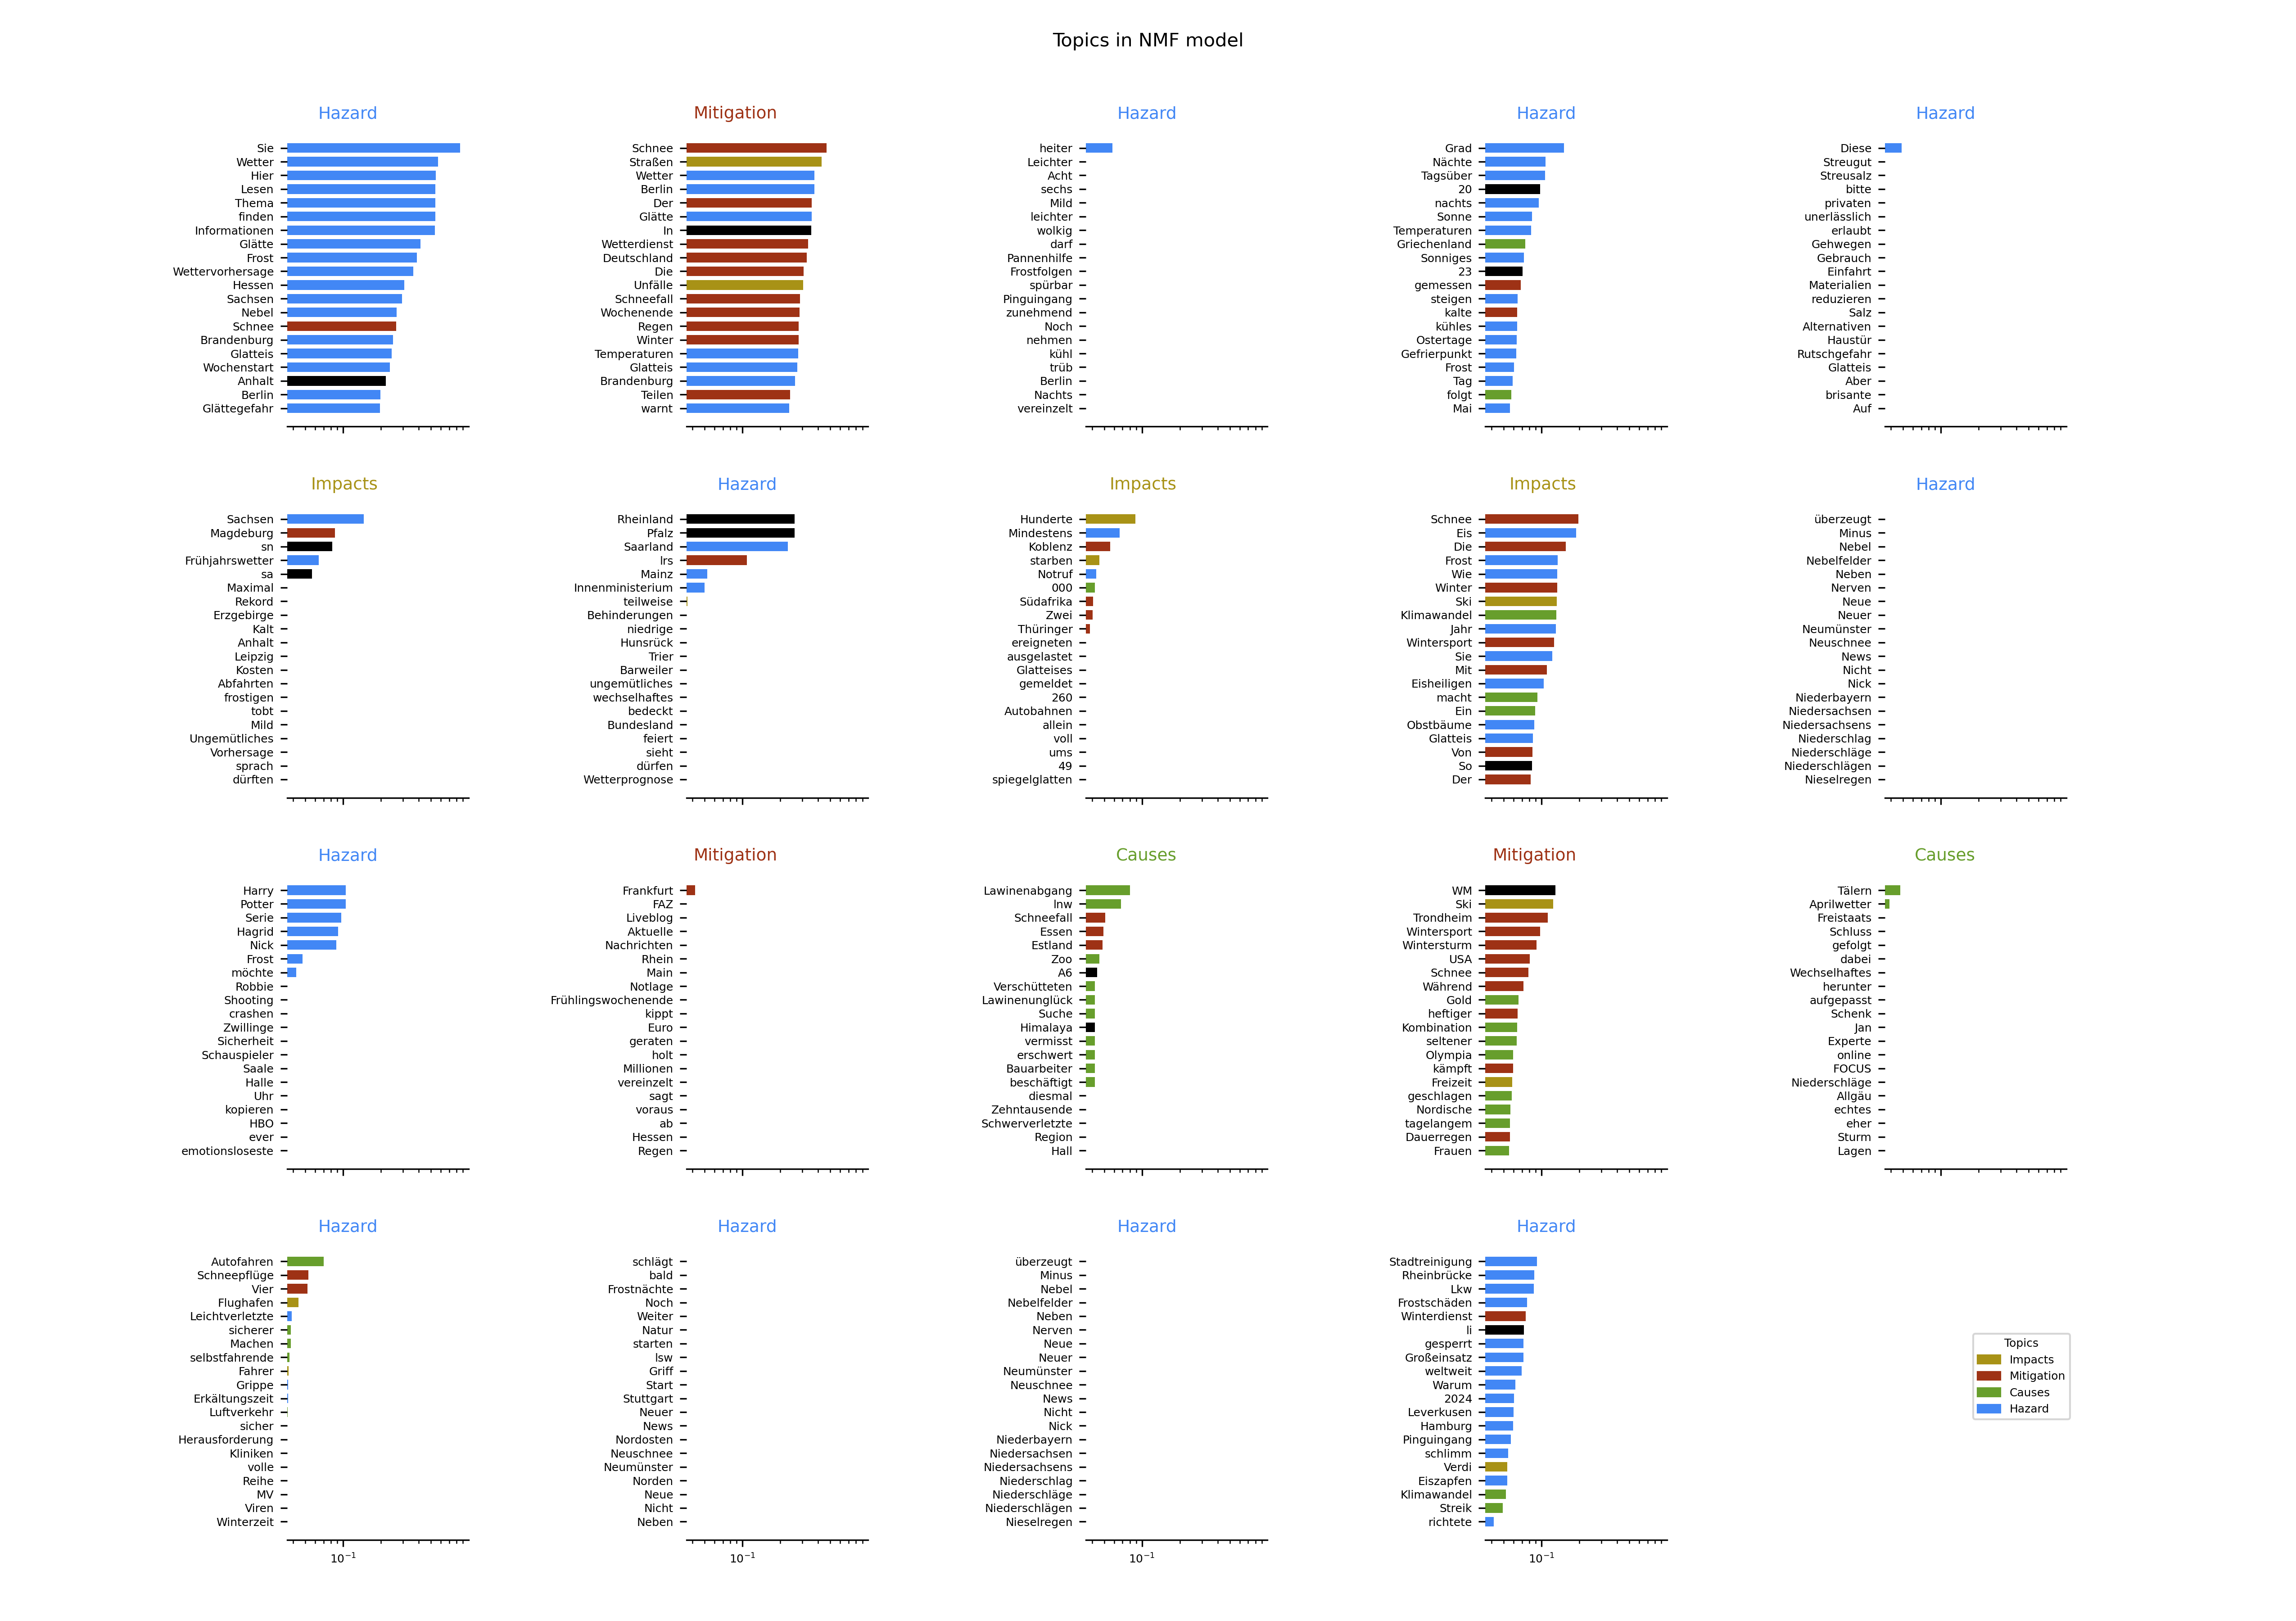 Topics in NMF model
Hazard
Sie
Wetter
Hier
Lesen
Thema
finden
Informationen
Glätte
Frost
Wettervorhersage
Hessen
Sachsen
Nebel
Schnee
Brandenburg
Glatteis
Wochenstart
Anhalt
Berlin
Glättegefahr
Mitigation
Schnee
Straßen
Wetter
Berlin
Der
Glätte
In
Wetterdienst
Deutschland
Die
Unfälle
Schneefall
Wochenende
Regen
Winter
Temperaturen
Glatteis
Brandenburg
Teilen
warnt
Hazard
heiter
Leichter
Acht
sechs
Mild
leichter
wolkig
darf
Pannenhilfe
Frostfolgen
spürbar
Pinguingang
zunehmend
Noch
nehmen
kühl
trüb
Berlin
Nachts
vereinzelt
Hazard
Grad
Nächte
Tagsüber
20
nachts
Sonne
Temperaturen
Griechenland
Sonniges
23
gemessen
steigen
kalte
kühles
Ostertage
Gefrierpunkt
Frost
Tag
folgt
Mai
Hazard
Diese
Streugut
Streusalz
bitte
privaten
unerlässlich
erlaubt
Gehwegen
Gebrauch
Einfahrt
Materialien
reduzieren
Salz
Alternativen
Haustür
Rutschgefahr
Glatteis
Aber
brisante
Auf
Impacts
Sachsen
Magdeburg
sn
Frühjahrswetter
sa
Maximal
Rekord
Erzgebirge
Kalt
Anhalt
Leipzig
Kosten
Abfahrten
frostigen
tobt
Mild
Ungemütliches
Vorhersage
sprach
dürften
Hazard
Rheinland
Pfalz
Saarland
lrs
Mainz
Innenministerium
teilweise
Behinderungen
niedrige
Hunsrück
Trier
Barweiler
ungemütliches
wechselhaftes
bedeckt
Bundesland
feiert
sieht
dürfen
Wetterprognose
Impacts
Hunderte
Mindestens
Koblenz
starben
Notruf
000
Südafrika
Zwei
Thüringer
ereigneten
ausgelastet
Glatteises
gemeldet
260
Autobahnen
allein
voll
ums
49
spiegelglatten
Impacts
Schnee
Eis
Die
Frost
Wie
Winter
Ski
Klimawandel
Jahr
Wintersport
Sie
Mit
Eisheiligen
macht
Ein
Obstbäume
Glatteis
Von
So
Der
Hazard
überzeugt
Minus
Nebel
Nebelfelder
Neben
Nerven
Neue
Neuer
Neumünster
Neuschnee
News
Nicht
Nick
Niederbayern
Niedersachsen
Niedersachsens
Niederschlag
Niederschläge
Niederschlägen
Nieselregen
Hazard
Harry
Potter
Serie
Hagrid
Nick
Frost
möchte
Robbie
Shooting
crashen
Zwillinge
Sicherheit
Schauspieler
Saale
Halle
Uhr
kopieren
HBO
ever
emotionsloseste
Mitigation
Frankfurt
FAZ
Liveblog
Aktuelle
Nachrichten
Rhein
Main
Notlage
Frühlingswochenende
kippt
Euro
geraten
holt
Millionen
vereinzelt
sagt
voraus
ab
Hessen
Regen
Causes
Lawinenabgang
lnw
Schneefall
Essen
Estland
Zoo
A6
Verschütteten
Lawinenunglück
Suche
Himalaya
vermisst
erschwert
Bauarbeiter
beschäftigt
diesmal
Zehntausende
Schwerverletzte
Region
Hall
Mitigation
WM
Ski
Trondheim
Wintersport
Wintersturm
USA
Schnee
Während
Gold
heftiger
Kombination
seltener
Olympia
kämpft
Freizeit
geschlagen
Nordische
tagelangem
Dauerregen
Frauen
Causes
Tälern
Aprilwetter
Freistaats
Schluss
gefolgt
dabei
Wechselhaftes
herunter
aufgepasst
Schenk
Jan
Experte
online
FOCUS
Niederschläge
Allgäu
echtes
eher
Sturm
Lagen
Hazard
Autofahren
Schneepflüge
Vier
Flughafen
Leichtverletzte
sicherer
Machen
selbstfahrende
Fahrer
Grippe
Erkältungszeit
Luftverkehr
sicher
Herausforderung
Kliniken
volle
Reihe
MV
Viren
Winterzeit
10⁻¹
Hazard
schlägt
bald
Frostnächte
Noch
Weiter
Natur
starten
lsw
Griff
Start
Stuttgart
Neuer
News
Nordosten
Neuschnee
Neumünster
Norden
Neue
Nicht
Neben
10⁻¹
Hazard
überzeugt
Minus
Nebel
Nebelfelder
Neben
Nerven
Neue
Neuer
Neumünster
Neuschnee
News
Nicht
Nick
Niederbayern
Niedersachsen
Niedersachsens
Niederschlag
Niederschläge
Niederschlägen
Nieselregen
10⁻¹
Hazard
Stadtreinigung
Rheinbrücke
Lkw
Frostschäden
Winterdienst
li
gesperrt
Großeinsatz
weltweit
Warum
2024
Leverkusen
Hamburg
Pinguingang
schlimm
Verdi
Eiszapfen
Klimawandel
Streik
richtete
10⁻¹
Topics
Impacts
Mitigation
Causes
Hazard